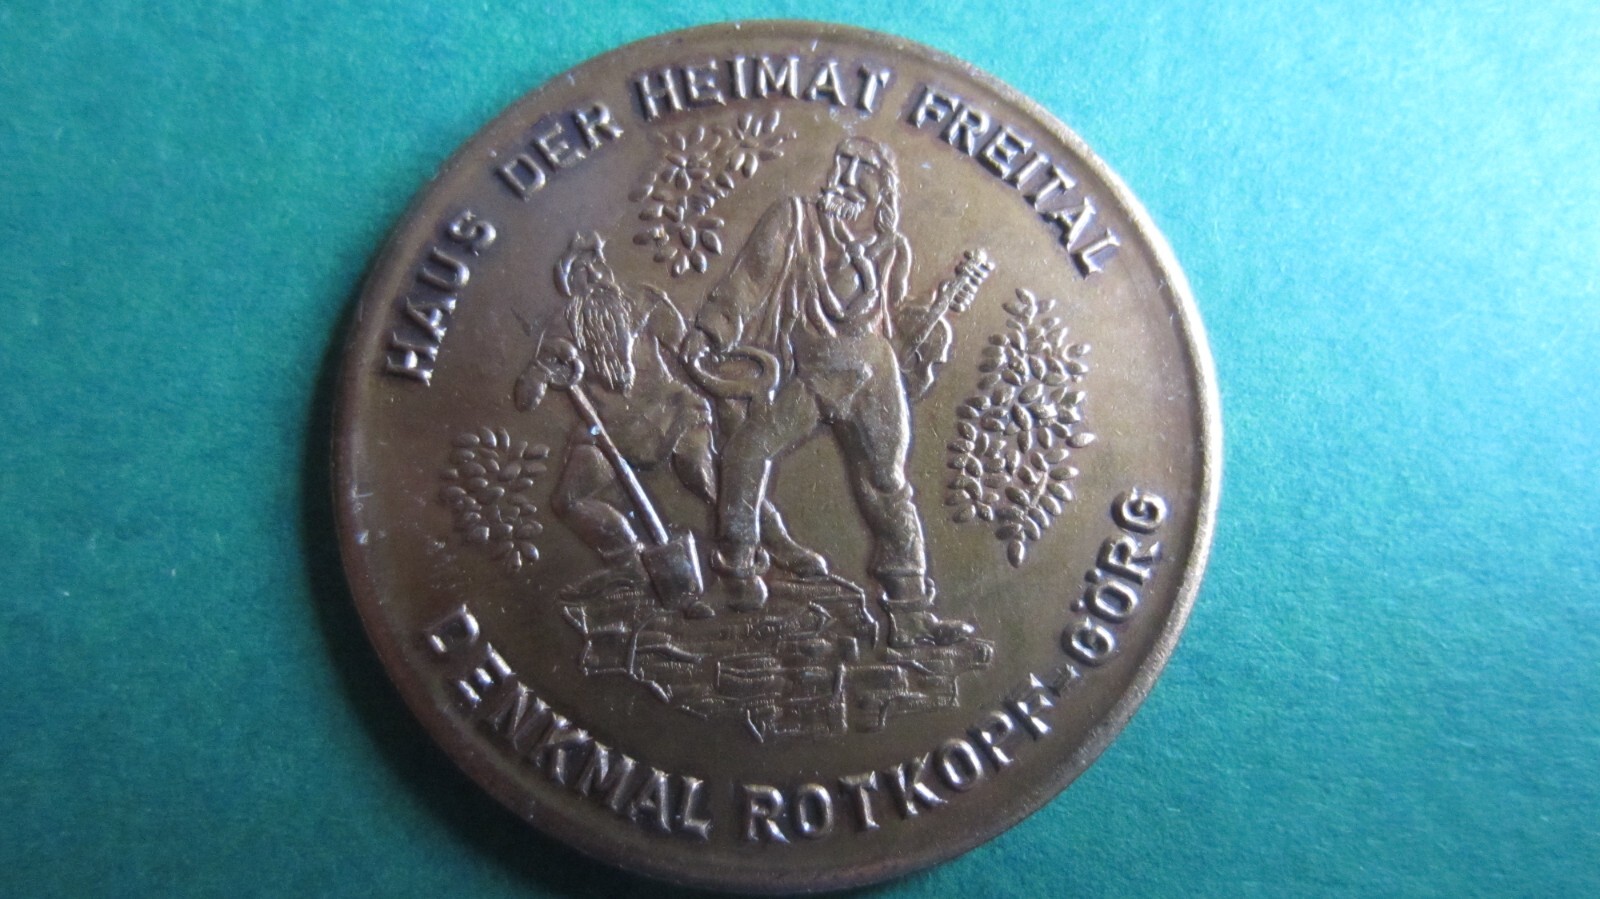 HAUS DER HEIMAT FREITAL
DENKMAL ROTKOPF-GÖRG